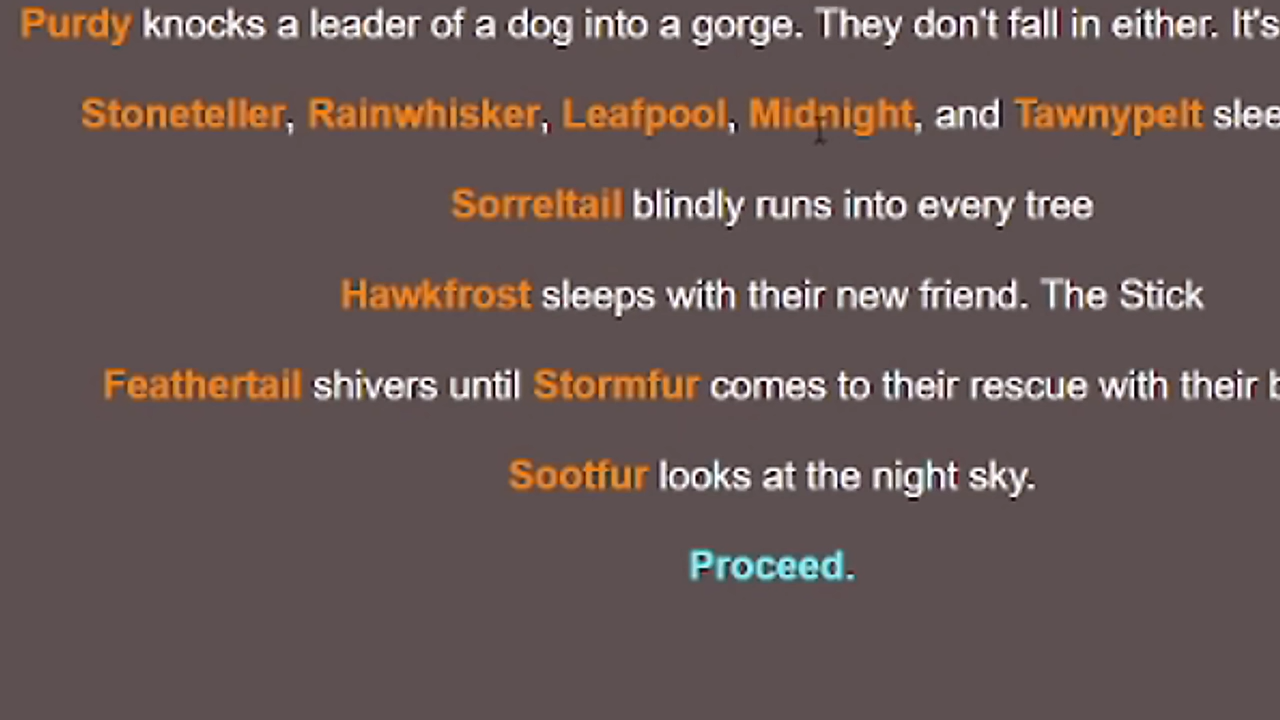 Purdy knocks a leader of a dog into a gorge. They don't fall in either. It's
Stoneteller, Rainwhisker, Leafpool, Midnight, and Tawnypelt
Sorreltail blindly runs into every tree
Hawkfrost sleeps with their new friend. The Stick
Feathertail shivers until Stormfur comes to their rescue with their
Sootfur looks at the night sky.
Proceed.